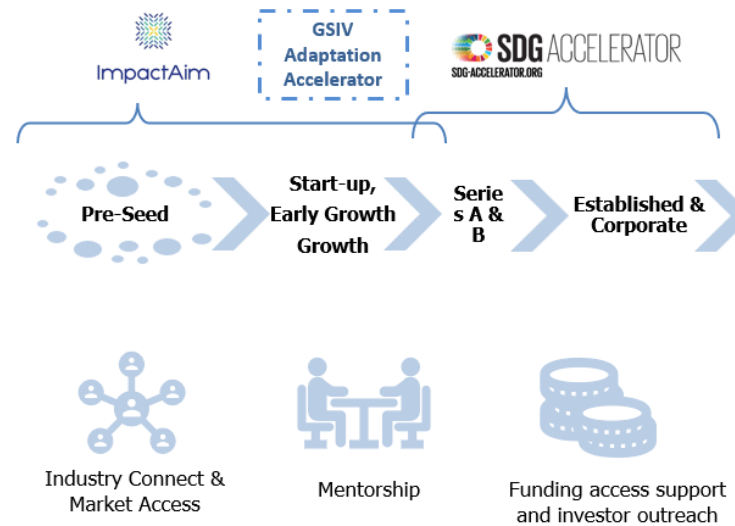 ImpactAim
GSIV
Adaptation
Accelerator
SDG ACCELERATOR
SDG-ACCELERATOR.ORG
Pre-Seed
Start-up,
Early Growth
Growth
Serie
s A &
B
Established &
Corporate
Industry Connect &
Market Access
Mentorship
Funding access support
and investor outreach